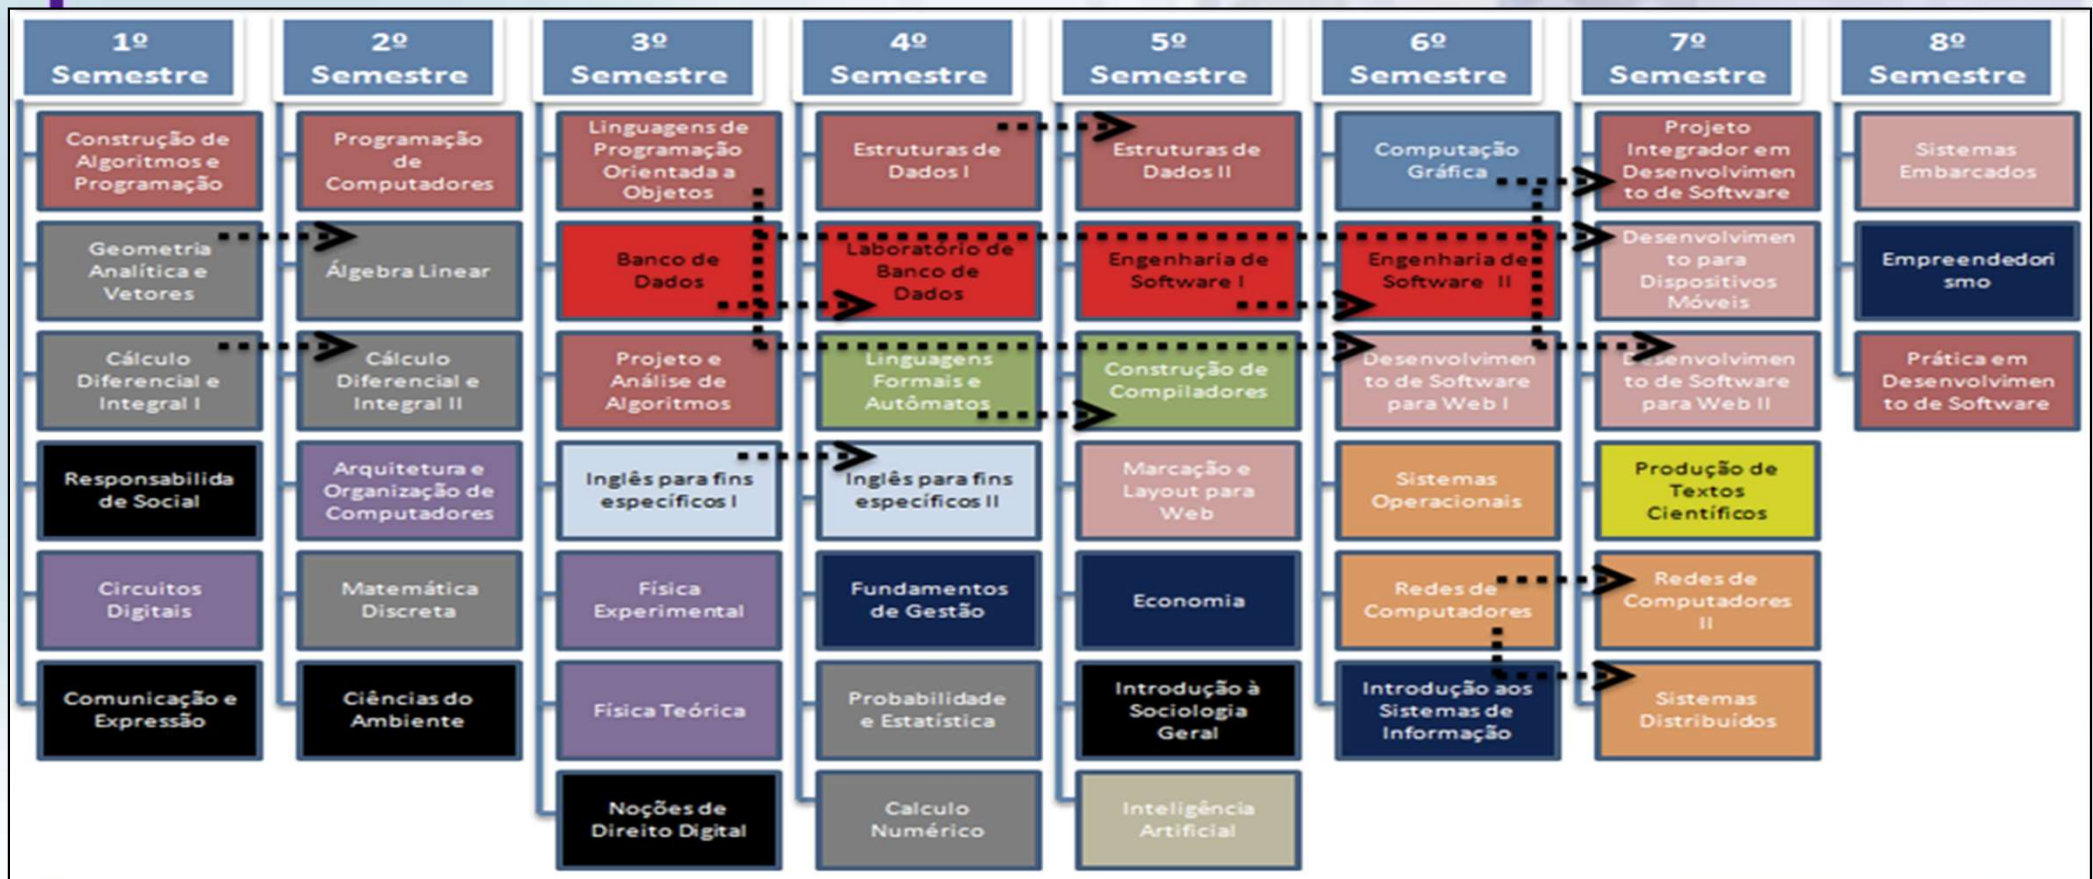 1º
Semestre
Construção de
Algoritmos e
Programação
Geometria
Analítica e
Vetores
Cálculo
Diferencial e
Integral I
Responsabilida
de Social
Circuitos
Digitais
Comunicação e
Expressão
2º
Semestre
Programação
de
Computadores
Álgebra Linear
Cálculo
Diferencial e
Integral II
Arquitetura e
Organização de
Computadores
Matemática
Discreta
Ciências do
Ambiente
3º
Semestre
Linguagens de
Programação
Orientada a
Objetos
Banco de
Dados
Projeto e
Análise de
Algoritmos
Inglês para fins
específicos I
Física
Experimental
Física Teórica
Noções de
Direito Digital
4º
Semestre
Estruturas de
Dados I
Laboratório de
Banco de
Dados
Linguagens
Formais e
Autômatos
Inglês para fins
específicos II
Fundamentos
de Gestão
Probabilidade
e Estatística
Calculo
Numérico
5º
Semestre
Estruturas de
Dados II
Engenharia de
Software I
Construção de
Compiladores
Marcação e
Layout para
Web
Economia
Introdução à
Sociologia
Geral
Inteligência
Artificial
6º
Semestre
Computação
Gráfica
Engenharia de
Software II
Desenvolvimen
to de Software
para Web I
Sistemas
Operacionais
Redes de
Computadores
Introdução aos
Sistemas de
Informação
7º
Semestre
Projeto
Integrador em
Desenvolvimen
to de Software
Desenvolvimen
to para
Dispositivos
Móveis
Desenvolvimen
to de Software
para Web II
Produção de
Textos
Científicos
Redes de
Computadores
II
Sistemas
Distribuídos
8º
Semestre
Sistemas
Embarcados
Empreendedori
smo
Prática em
Desenvolvimen
to de Software